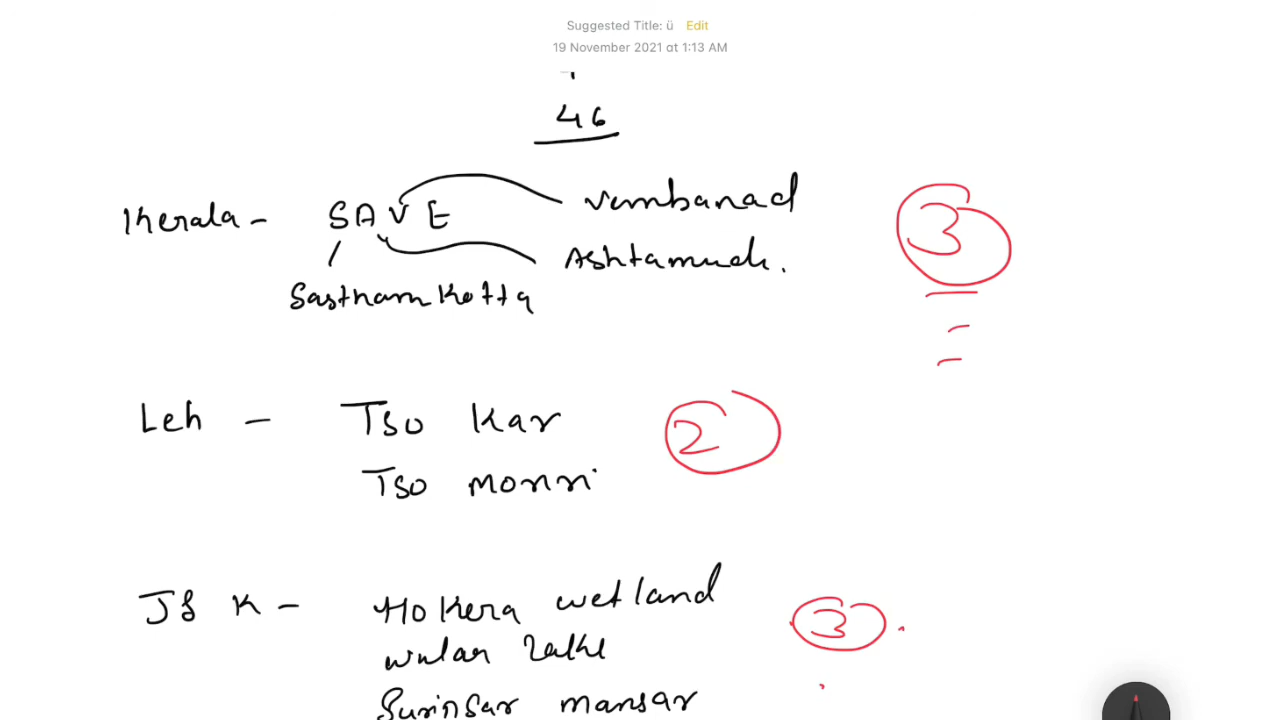 Suggested Title: ü Edit
19 November 2021 at 1:13 AM
46
Kerala - SAVE Vembanad 3
Ashtamudi.
Sasthamkotta
Leh - Tso Kar 2
Tso morrri
J & K - Hokera wetland 3
wular Lake
Surinsar mansar